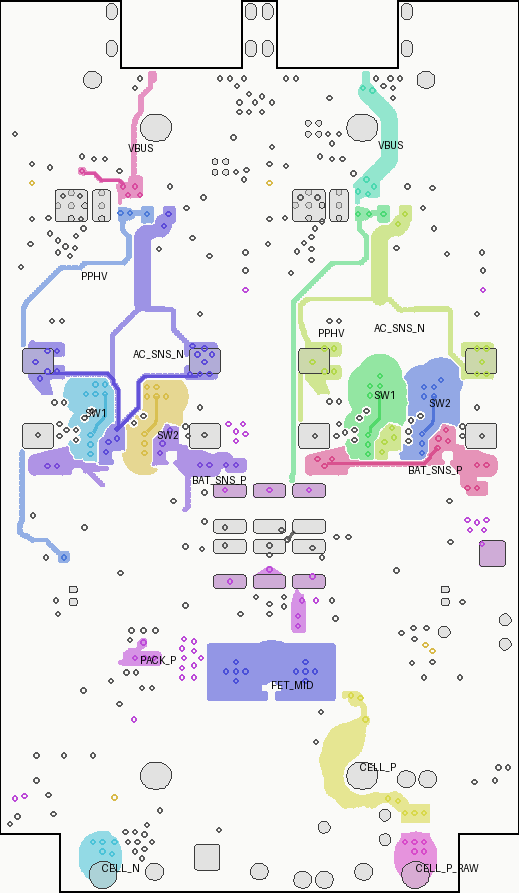 VBUS
VBUS
PPHV
PPHV
AC_SNS_N
AC_SNS_N
SW1
SW2
SW1
SW2
BAT_SNS_P
BAT_SNS_P
PACK_P
FET_MID
CELL_P
CELL_N
CELL_P_RAW